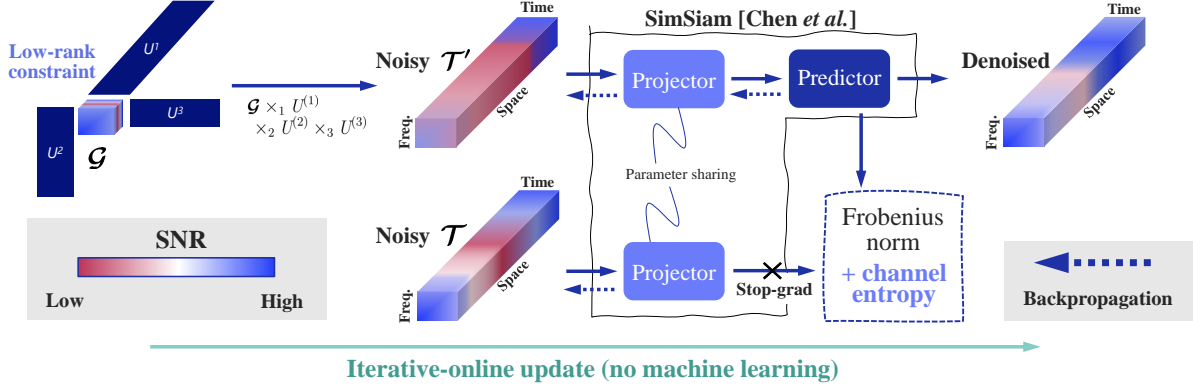 SimSiam [Chen et al.]
Low-rank
constraint
U¹
U²
U³
𝓖
𝓖 ×₁ U⁽¹⁾
×₂ U⁽²⁾ ×₃ U⁽³⁾
Noisy 𝓣′
Time
Space
Freq.
Projector
Predictor
Denoised
Time
Space
Freq.
Parameter sharing
Noisy 𝓣
Time
Space
Freq.
Projector
Stop-grad
Frobenius
norm
+ channel
entropy
SNR
Low
High
Backpropagation
Iterative-online update (no machine learning)